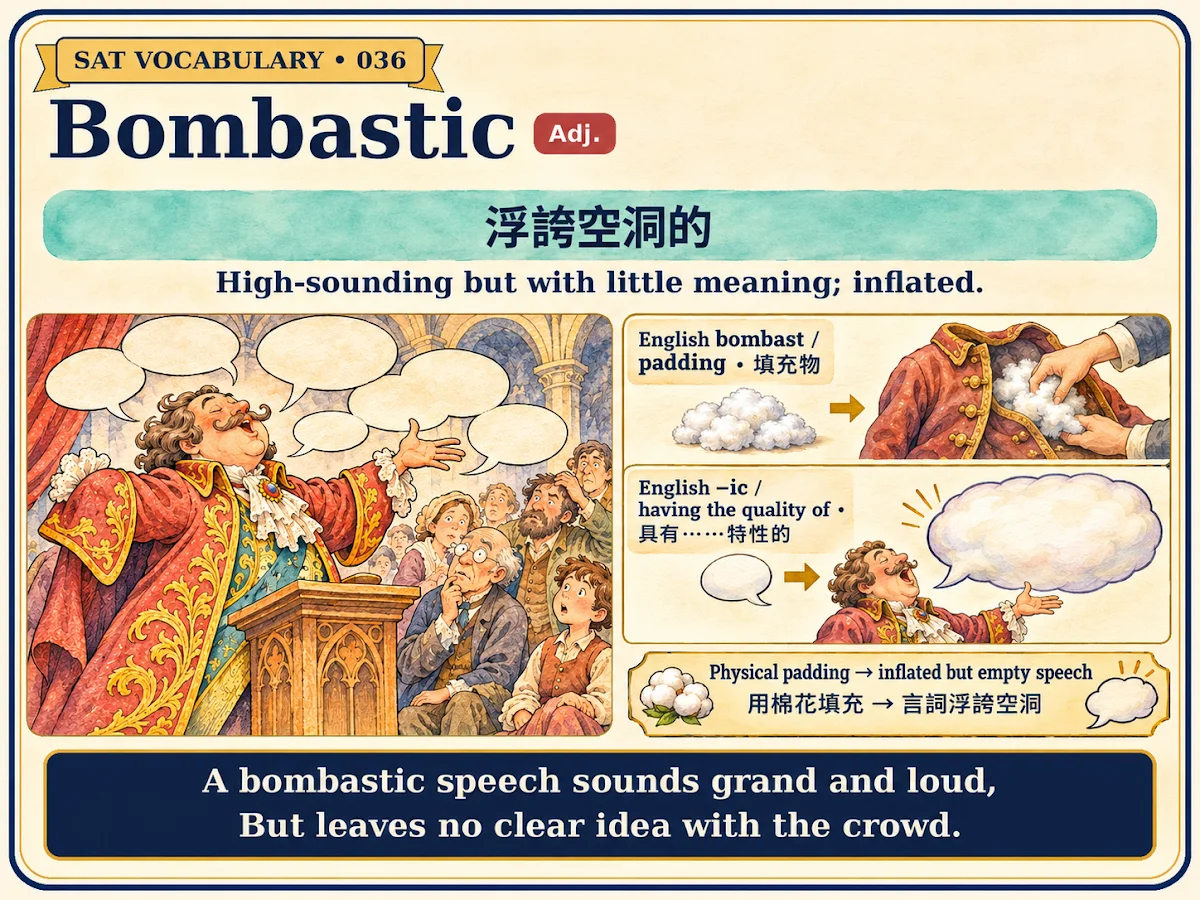 SAT VOCABULARY • 036
Bombastic
Adj.
浮誇空洞的
High-sounding but with little meaning; inflated.
English bombast /
padding • 填充物
English –ic /
having the quality of •
具有……特性的
Physical padding → inflated but empty speech
用棉花填充 → 言詞浮誇空洞
A bombastic speech sounds grand and loud,
But leaves no clear idea with the crowd.